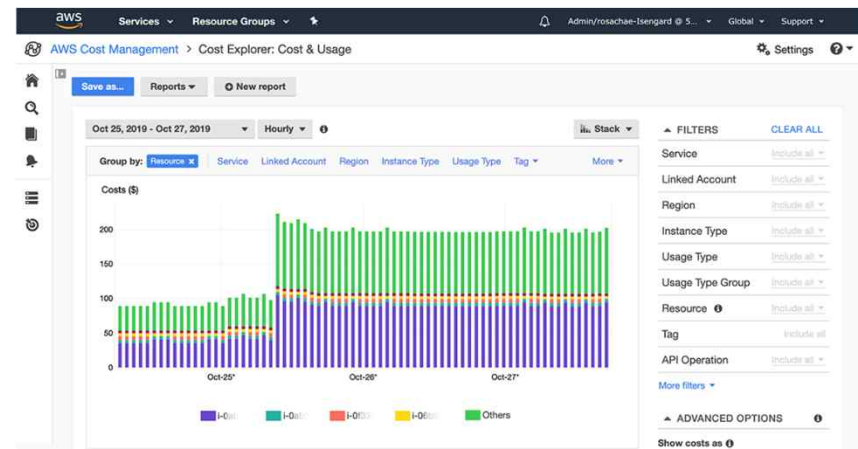 aws Services Resource Groups Admin/rosachae-Isengard @ 5... Global Support
AWS Cost Management > Cost Explorer: Cost & Usage Settings
Save as... Reports New report
Oct 25, 2019 - Oct 27, 2019 Hourly Stack
Group by: Resource × Service Linked Account Region Instance Type Usage Type Tag More
Costs ($)
200
150
100
50
0
Oct-25* Oct-26* Oct-27*
Others
FILTERS CLEAR ALL
Service Include all
Linked Account Include all
Region Include all
Instance Type Include all
Usage Type Include all
Usage Type Group Include all
Resource Include all
Tag Include all
API Operation Include all
More filters
ADVANCED OPTIONS
Show costs as